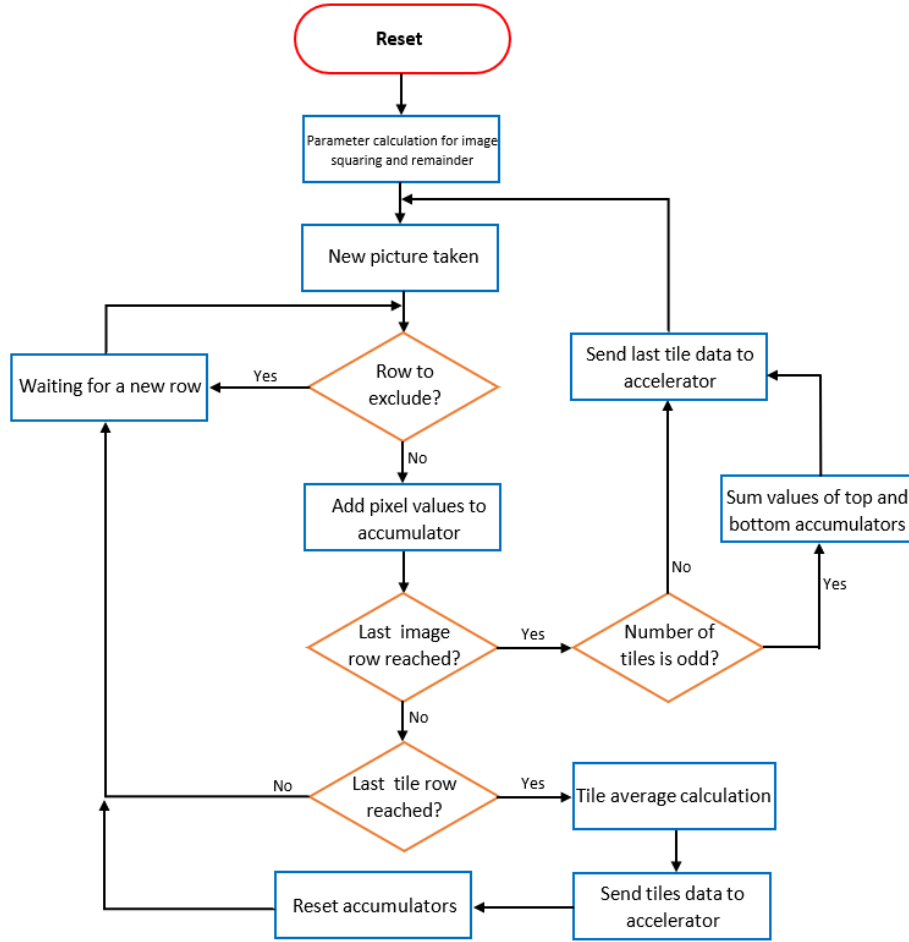 Reset
Parameter calculation for image
squaring and remainder
New picture taken
Waiting for a new row
Yes
Row to
exclude?
Send last tile data to
accelerator
No
Add pixel values to
accumulator
Sum values of top and
bottom accumulators
No
Yes
Last image
row reached?
Yes
Number of
tiles is odd?
No
No
Last tile row
reached?
Yes
Tile average calculation
Reset accumulators
Send tiles data to
accelerator